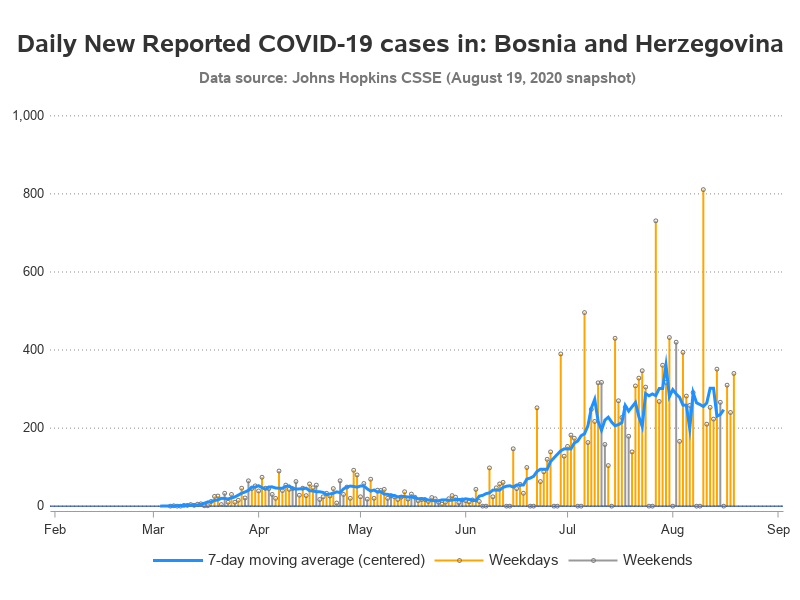 Daily New Reported COVID-19 cases in: Bosnia and Herzegovina
Data source: Johns Hopkins CSSE (August 19, 2020 snapshot)
1,000
800
600
400
200
0
Feb Mar Apr May Jun Jul Aug Sep
7-day moving average (centered) Weekdays Weekends